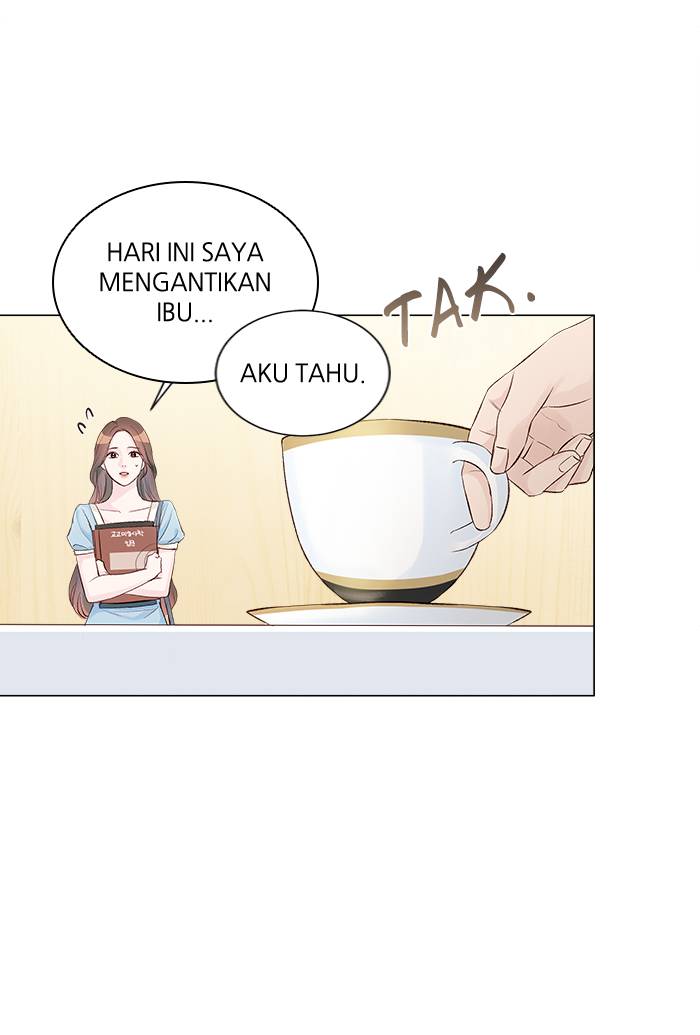 HARI INI SAYA
MENGANTIKAN
IBU...
AKU TAHU.
TAK.